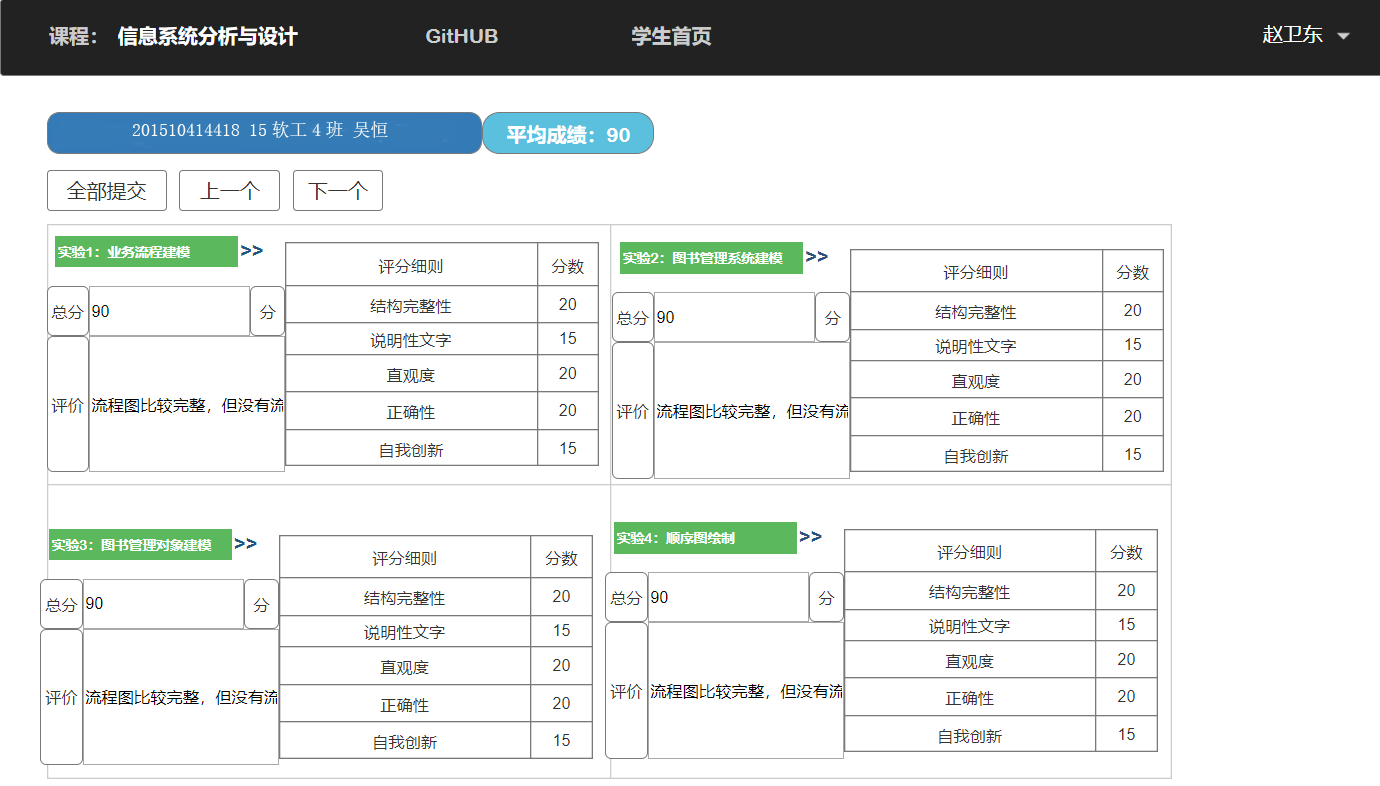 课程： 信息系统分析与设计 GitHUB 学生首页 赵卫东
201510414418 15软工4班 吴恒 平均成绩：90
全部提交 上一个 下一个
实验1：业务流程建模 >>
总分 90 分
评价 流程图比较完整，但没有流
评分细则 分数
结构完整性 20
说明性文字 15
直观度 20
正确性 20
自我创新 15
实验2：图书管理系统建模 >>
总分 90 分
评价 流程图比较完整，但没有流
评分细则 分数
结构完整性 20
说明性文字 15
直观度 20
正确性 20
自我创新 15
实验3：图书管理对象建模 >>
总分 90 分
评价 流程图比较完整，但没有流
评分细则 分数
结构完整性 20
说明性文字 15
直观度 20
正确性 20
自我创新 15
实验4：顺序图绘制 >>
总分 90 分
评价 流程图比较完整，但没有流
评分细则 分数
结构完整性 20
说明性文字 15
直观度 20
正确性 20
自我创新 15